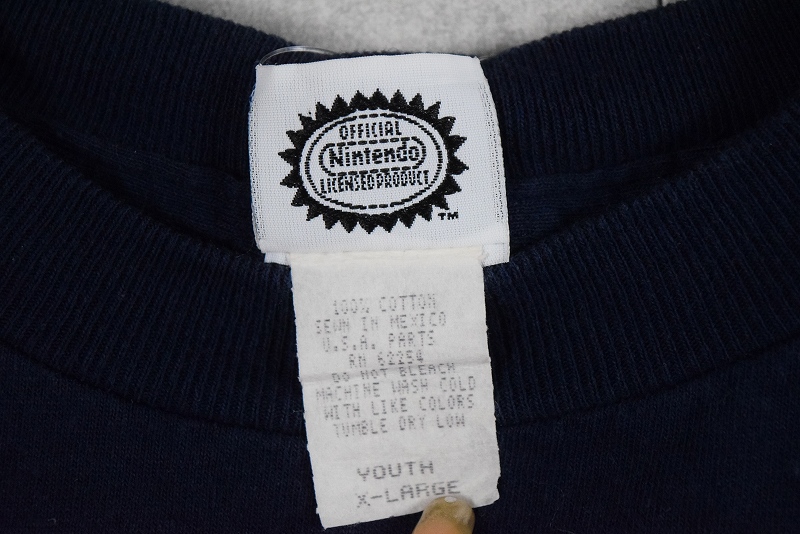 OFFICIAL
Nintendo
LICENSED PRODUCT
TM
100% COTTON
SEWN IN MEXICO
U.S.A. PARTS
RN 62254
DO NOT BLEACH
MACHINE WASH COLD
WITH LIKE COLORS
TUMBLE DRY LOW
YOUTH
X-LARGE